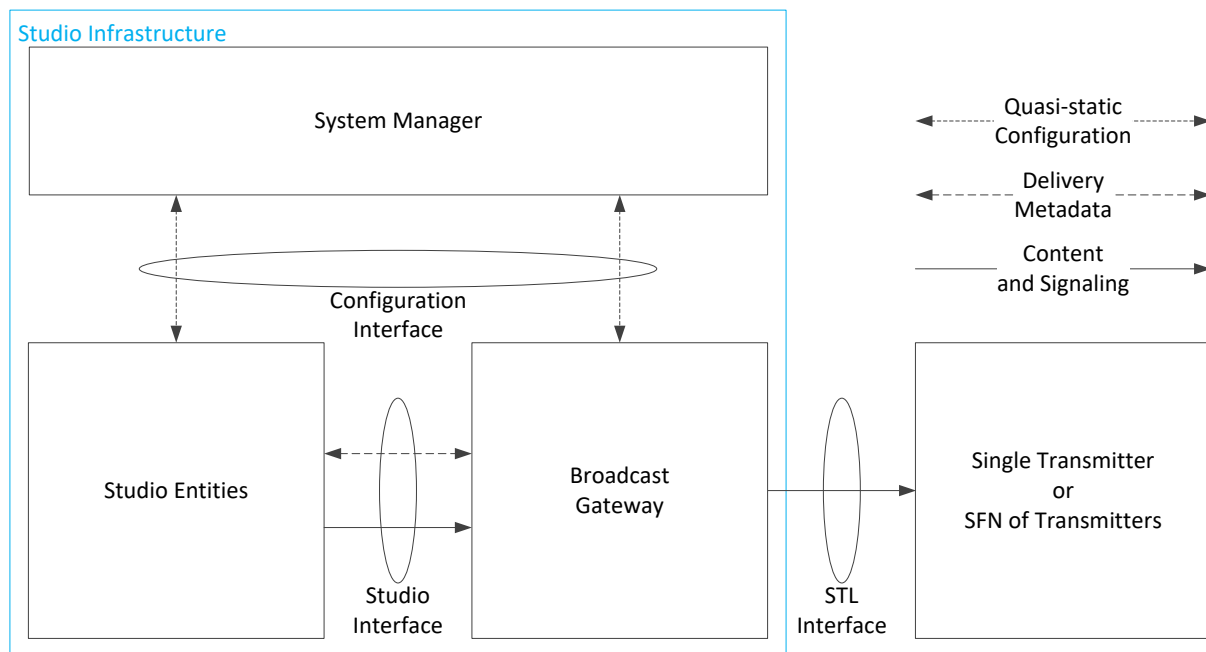 Studio Infrastructure
System Manager
Quasi-static
Configuration
Delivery
Metadata
Content
and Signaling
Configuration
Interface
Studio Entities
Broadcast
Gateway
Single Transmitter
or
SFN of Transmitters
Studio
Interface
STL
Interface